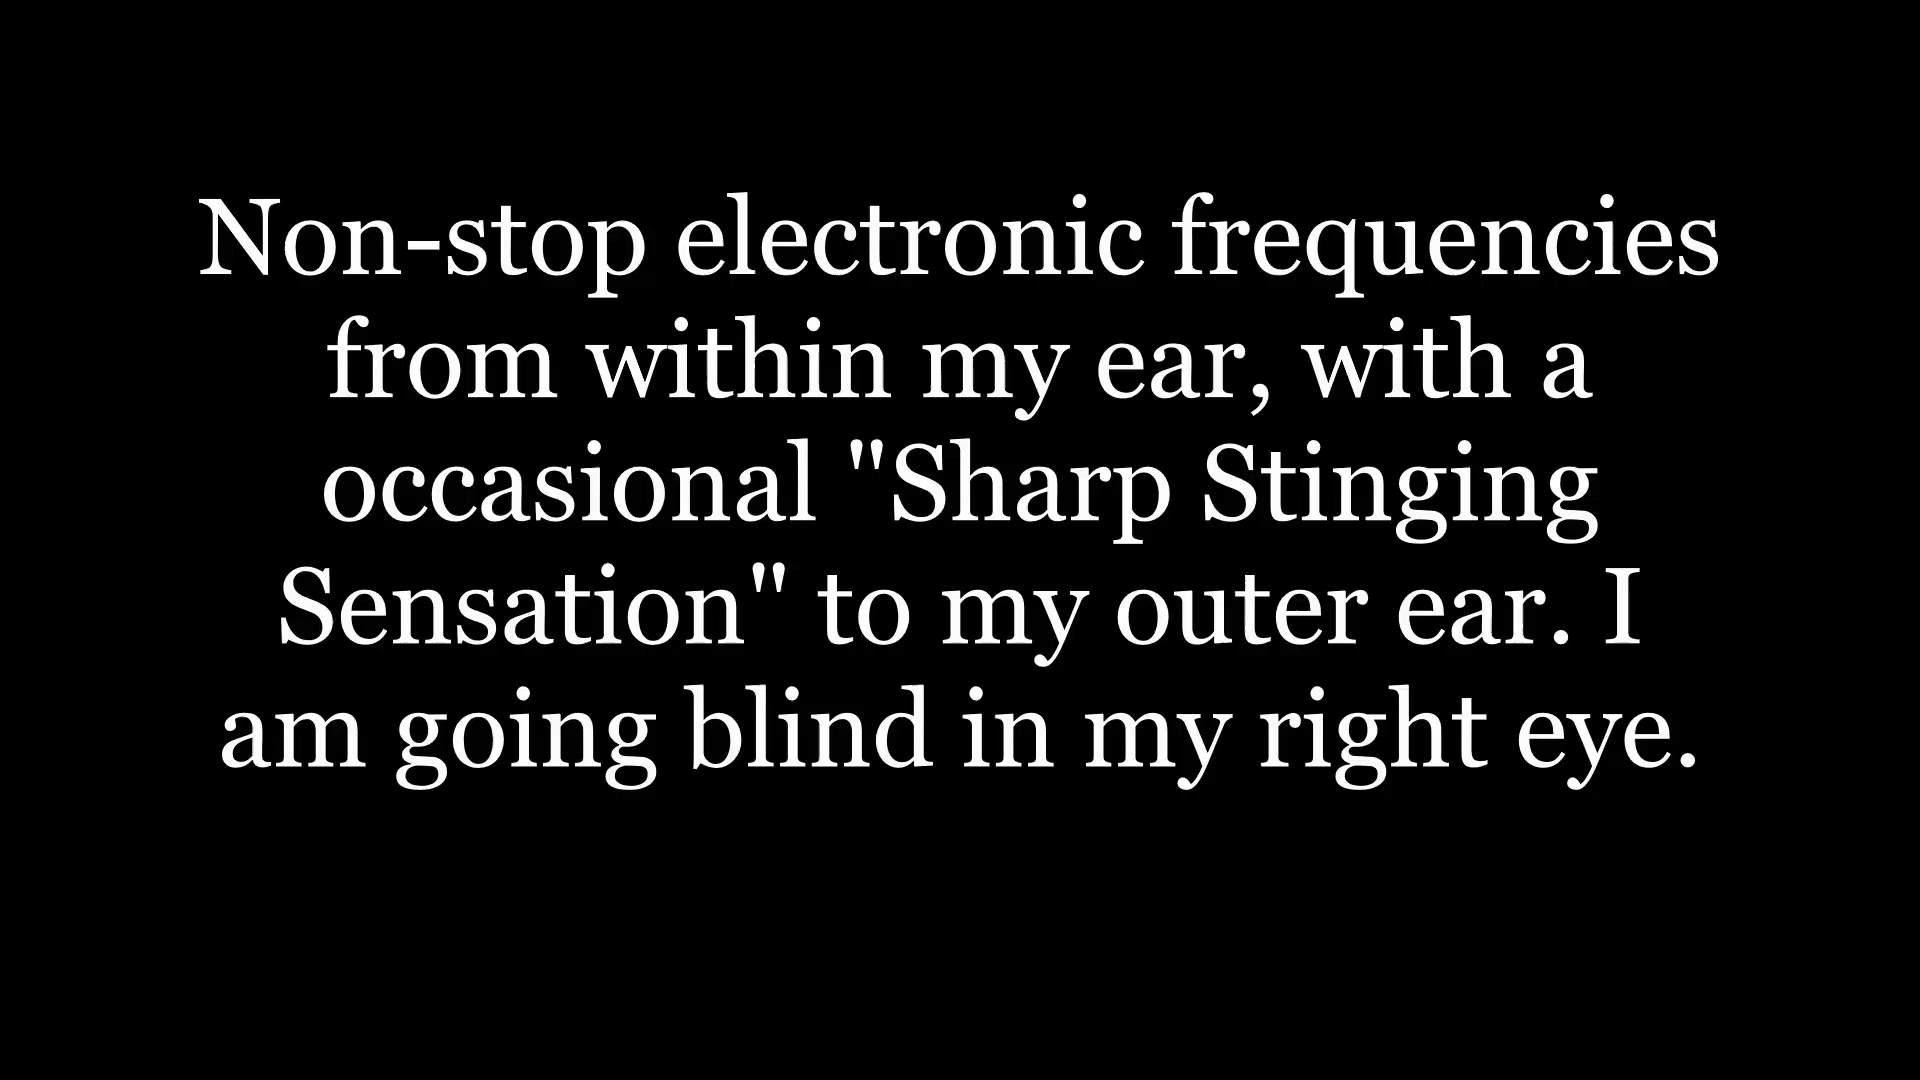 Non-stop electronic frequencies
from within my ear, with a
occasional "Sharp Stinging
Sensation" to my outer ear. I
am going blind in my right eye.